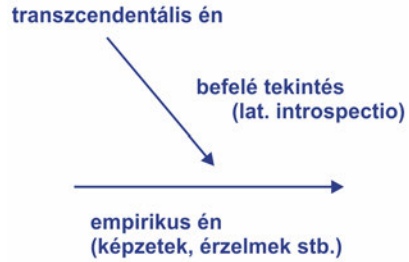 transzcendentális én
befelé tekintés
(lat. introspectio)
empirikus én
(képzetek, érzelmek stb.)